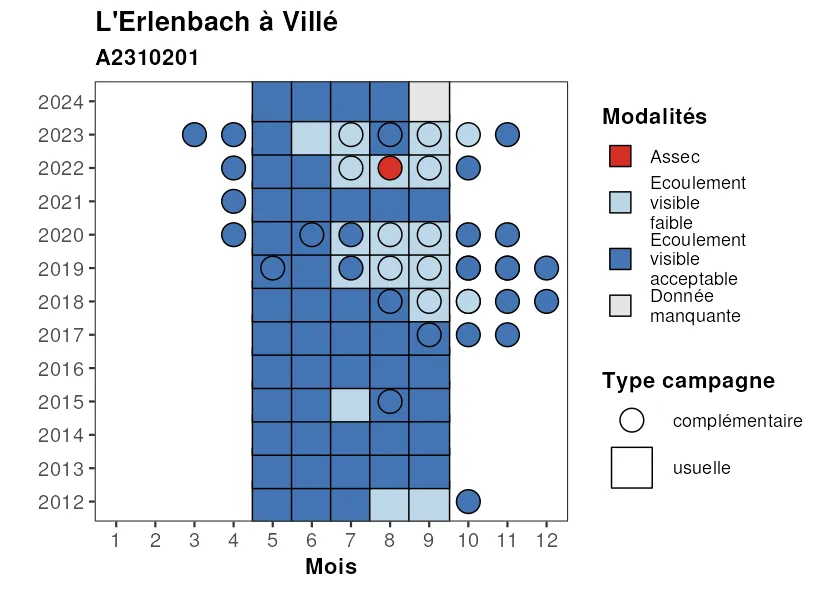 L'Erlenbach à Villé
A2310201
2024
2023
2022
2021
2020
2019
2018
2017
2016
2015
2014
2013
2012
1 2 3 4 5 6 7 8 9 10 11 12
Mois
Modalités
Assec
Ecoulement
visible
faible
Ecoulement
visible
acceptable
Donnée
manquante
Type campagne
complémentaire
usuelle